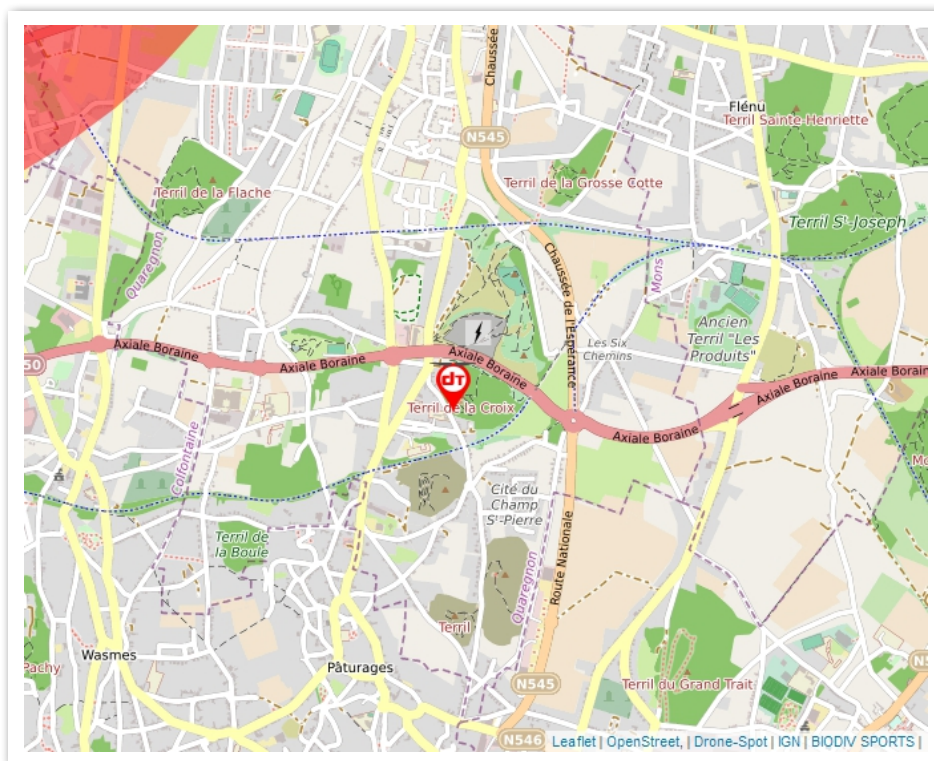 Chaussée
Flénu
Terril Sainte-Henriette
N545
Terril de la Flache
Terril de la Grosse Cotte
Terril St-Joseph
Quaregnon
Mons
Chaussée de l'Espérance
Ancien
Terril "Les
Produits"
Les Six
Chemins
Axiale Boraine
Axiale Boraine
Axiale Boraine
Axiale Boraine
Axiale Boraine
Axiale Borain
50
dT
Terril de la Croix
Colfontaine
Cité du
Champ
St-Pierre
Mo
Terril de
la Boule
Route Nationale
Quaregnon
Terril
Wasmes
Pachy
Pâturages
N545
Terril du Grand Trait
N5
N546
Leaflet | OpenStreet, | Drone-Spot | IGN | BIODIV SPORTS |